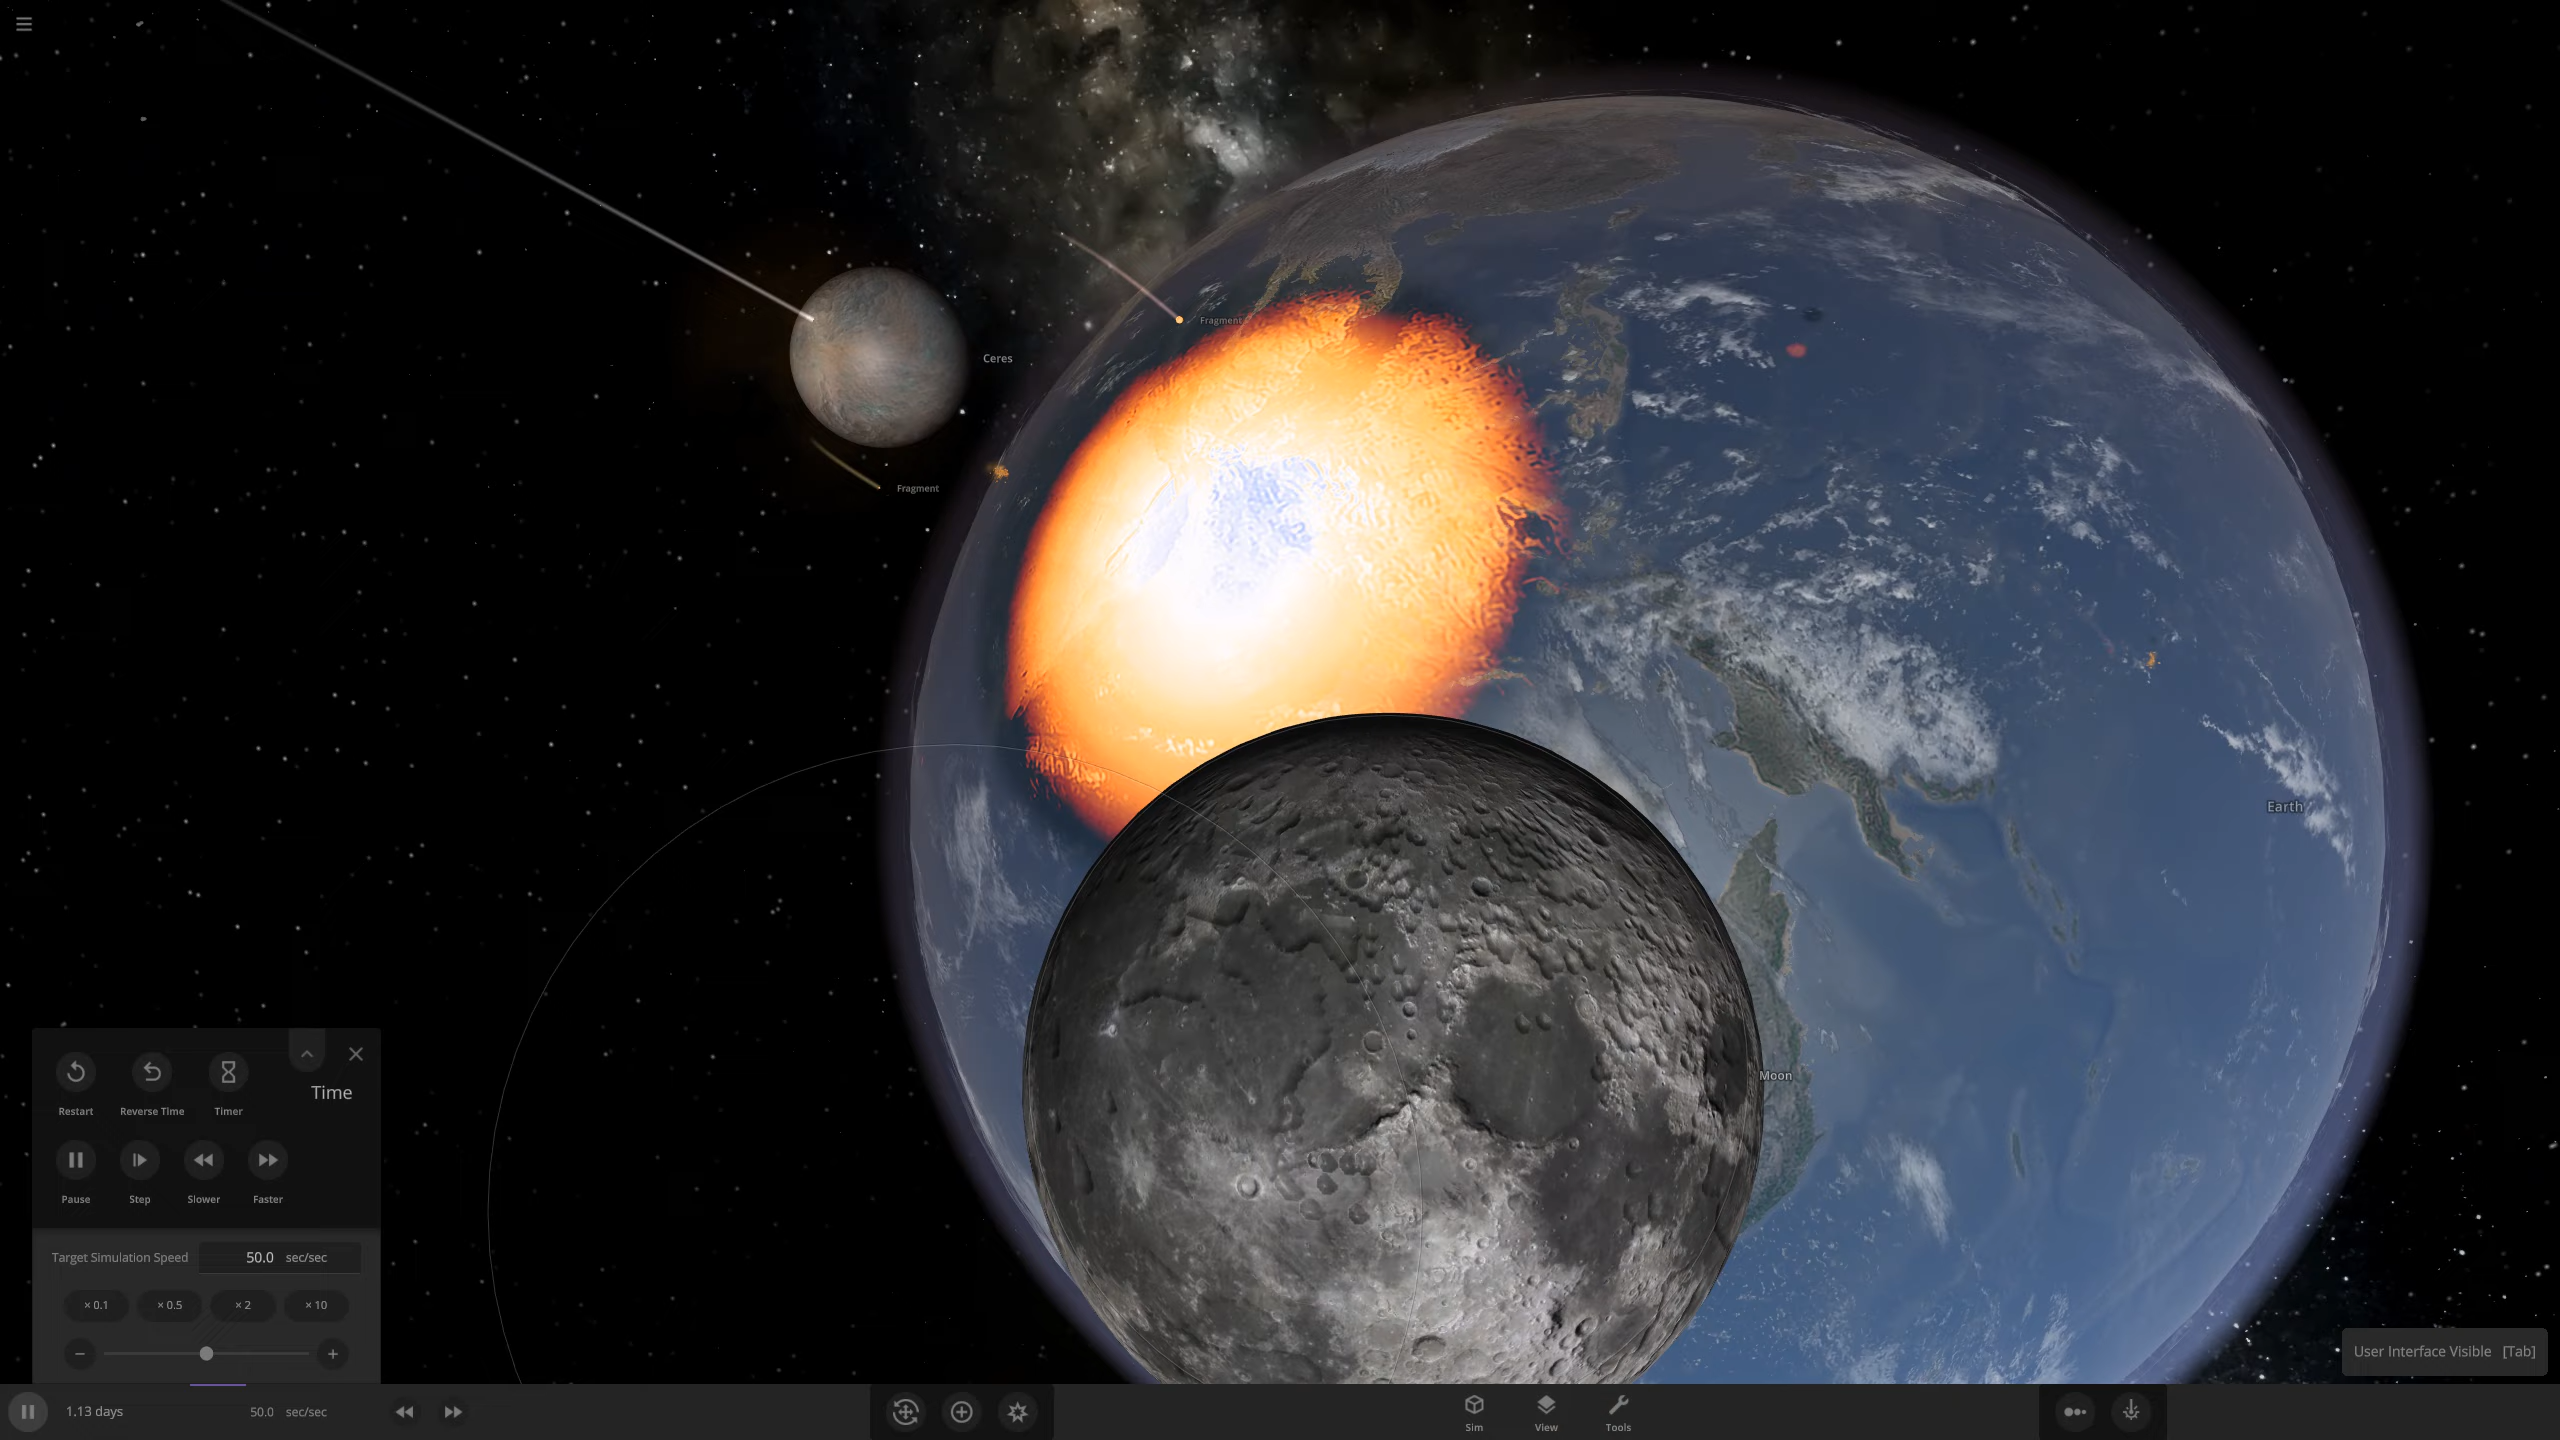 Fragment
Ceres
Fragment
Earth
Moon
Time
Restart
Reverse Time
Timer
Pause
Step
Slower
Faster
Target Simulation Speed 50.0 sec/sec
× 0.1
× 0.5
× 2
× 10
User Interface Visible [Tab]
1.13 days
50.0 sec/sec
Sim
View
Tools